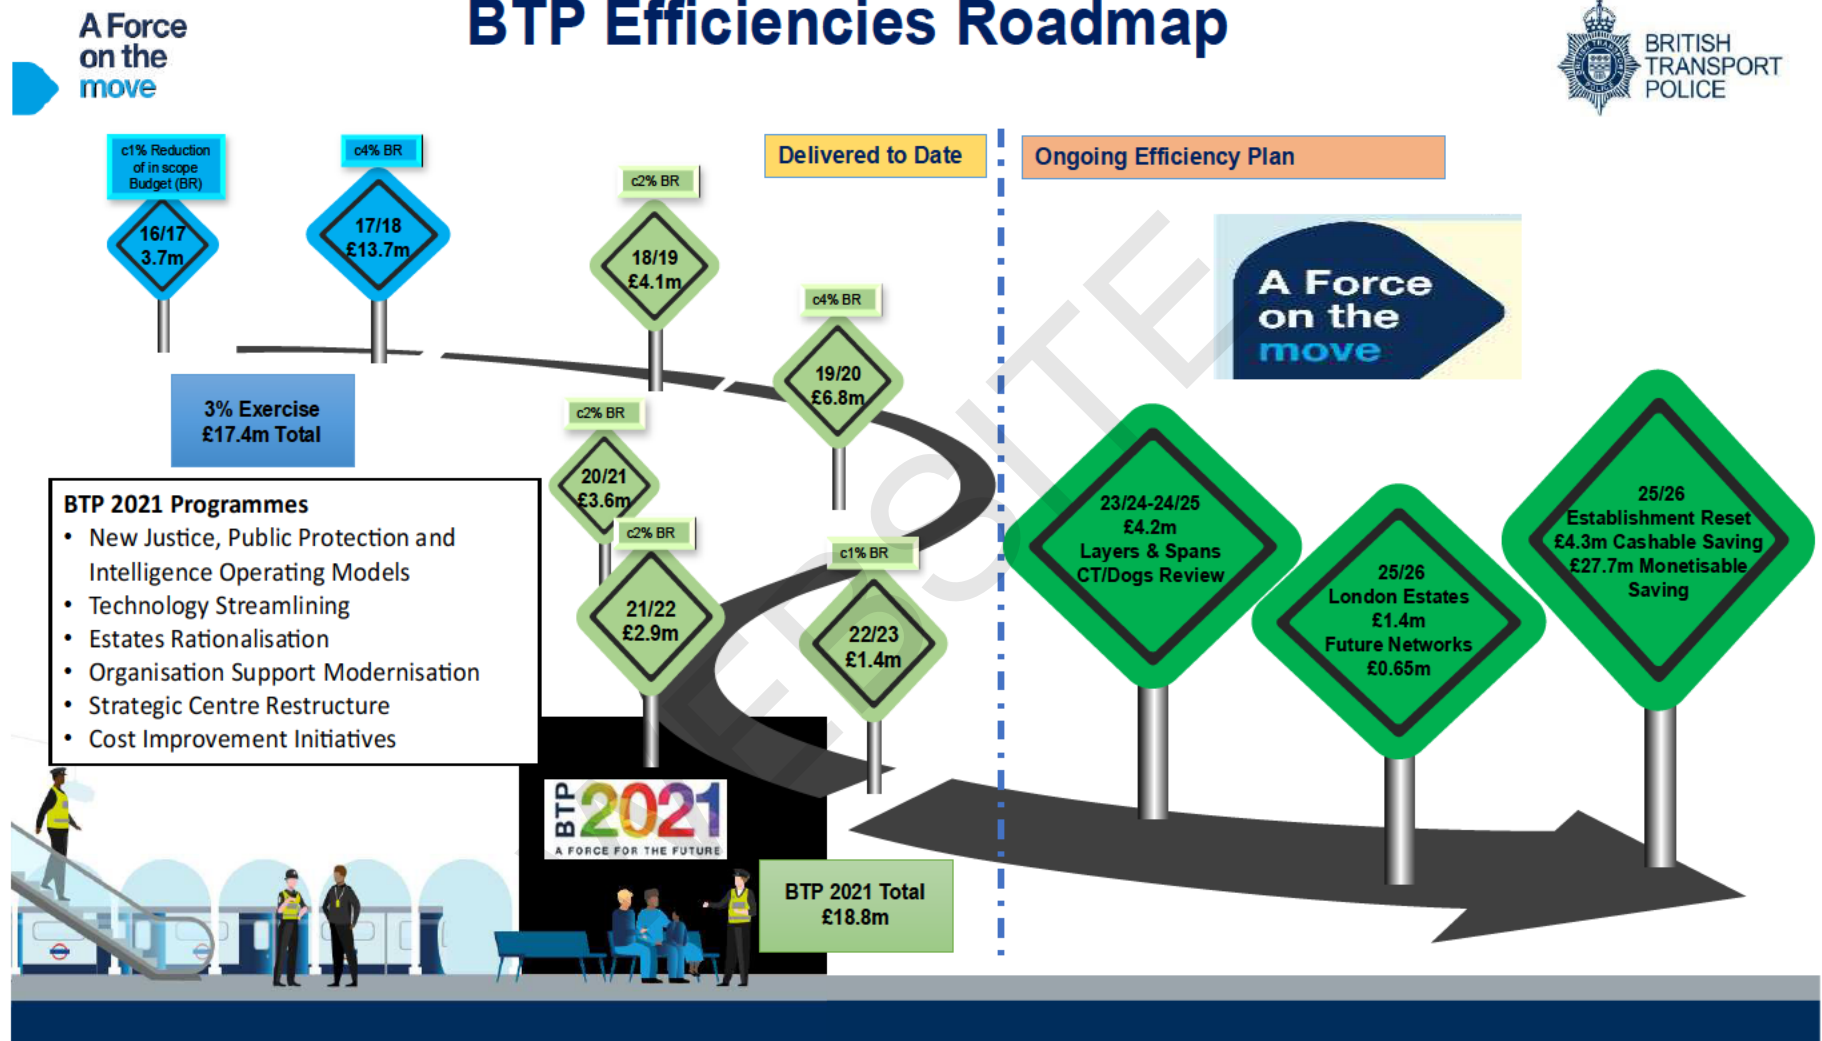 A Force
on the
move
BTP Efficiencies Roadmap
BRITISH
TRANSPORT
POLICE
c1% Reduction
of in scope
Budget (BR)
16/17
3.7m
c4% BR
17/18
£13.7m
c2% BR
18/19
£4.1m
Delivered to Date
Ongoing Efficiency Plan
c4% BR
19/20
£6.8m
A Force
on the
move
3% Exercise
£17.4m Total
c2% BR
20/21
£3.6m
c2% BR
21/22
£2.9m
c1% BR
22/23
£1.4m
BTP 2021 Programmes
• New Justice, Public Protection and
Intelligence Operating Models
• Technology Streamlining
• Estates Rationalisation
• Organisation Support Modernisation
• Strategic Centre Restructure
• Cost Improvement Initiatives
23/24-24/25
£4.2m
Layers & Spans
CT/Dogs Review
25/26
London Estates
£1.4m
Future Networks
£0.65m
25/26
Establishment Reset
£4.3m Cashable Saving
£27.7m Monetisable
Saving
BTP 2021
A FORCE FOR THE FUTURE
BTP 2021 Total
£18.8m